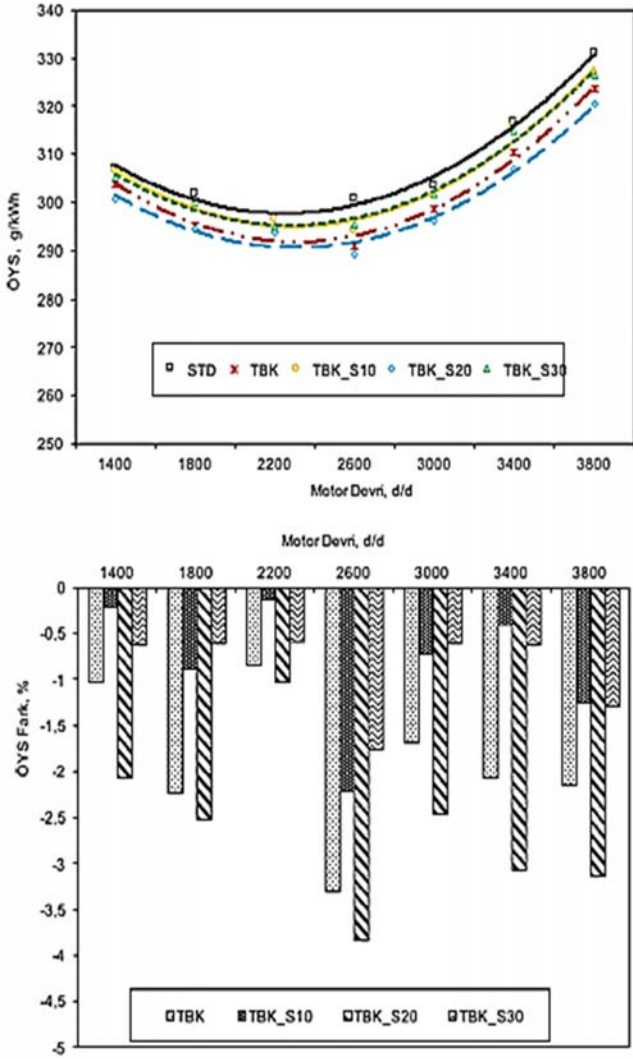 340
330
320
310
300
290
280
270
260
250
ÖYS, g/kWh
STD TBK TBK_S10 TBK_S20 TBK_S30
1400 1800 2200 2600 3000 3400 3800
Motor Devri, d/d
Motor Devri, d/d
1400 1800 2200 2600 3000 3400 3800
0
-0,5
-1
-1,5
-2
-2,5
-3
-3,5
-4
-4,5
-5
ÖYS Fark, %
TBK TBK_S10 TBK_S20 TBK_S30